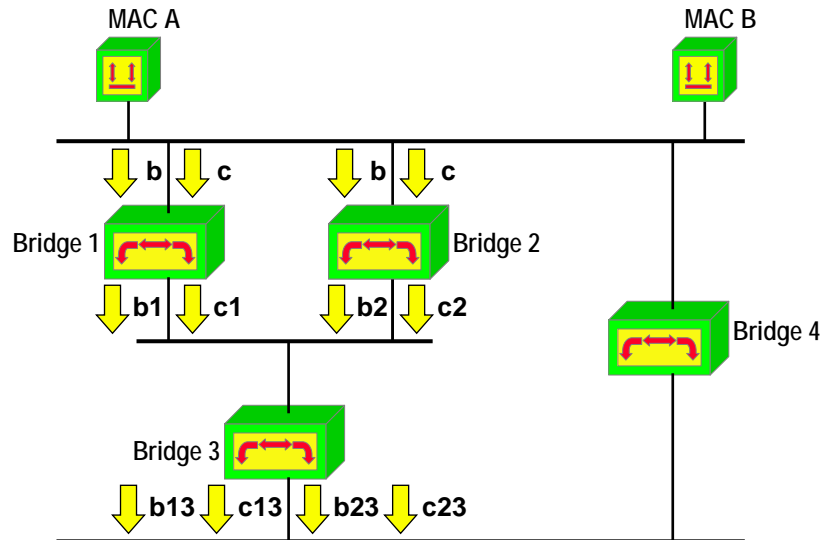 MAC A
MAC B
b c
b c
Bridge 1
Bridge 2
b1 c1
b2 c2
Bridge 4
Bridge 3
b13 c13 b23 c23